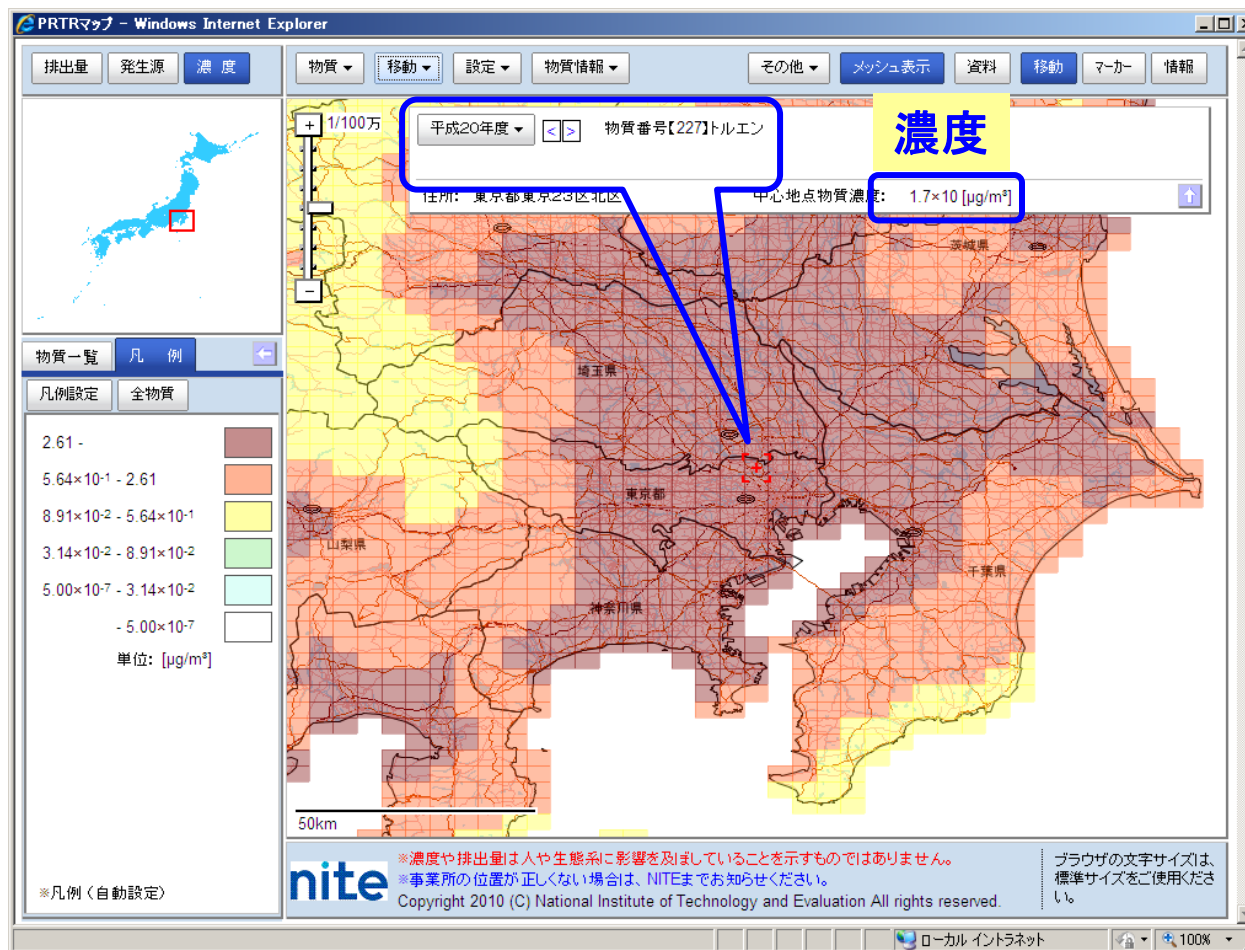 PRTRマップ - Windows Internet Explorer
排出量 発生源 濃 度
物質 移動 設定 物質情報 その他 メッシュ表示 資料 移動 マーカー 情報
+ 1/100万
平成20年度 < > 物質番号【227】トルエン
濃度
住所: 東京都東京23区北区 中心地点物質濃度: 1.7×10 [μg/m³]
茨城県
埼玉県
東京都
山梨県
千葉県
神奈川県
50km
物質一覧 凡 例
凡例設定 全物質
2.61 -
5.64×10⁻¹ - 2.61
8.91×10⁻² - 5.64×10⁻¹
3.14×10⁻² - 8.91×10⁻²
5.00×10⁻⁷ - 3.14×10⁻²
- 5.00×10⁻⁷
単位: [μg/m³]
※凡例(自動設定)
nite
※濃度や排出量は人や生態系に影響を及ぼしていることを示すものではありません。
※事業所の位置が正しくない場合は、NITEまでお知らせください。
Copyright 2010 (C) National Institute of Technology and Evaluation All rights reserved.
ブラウザの文字サイズは、
標準サイズをご使用くださ
い。
ローカル イントラネット 100%